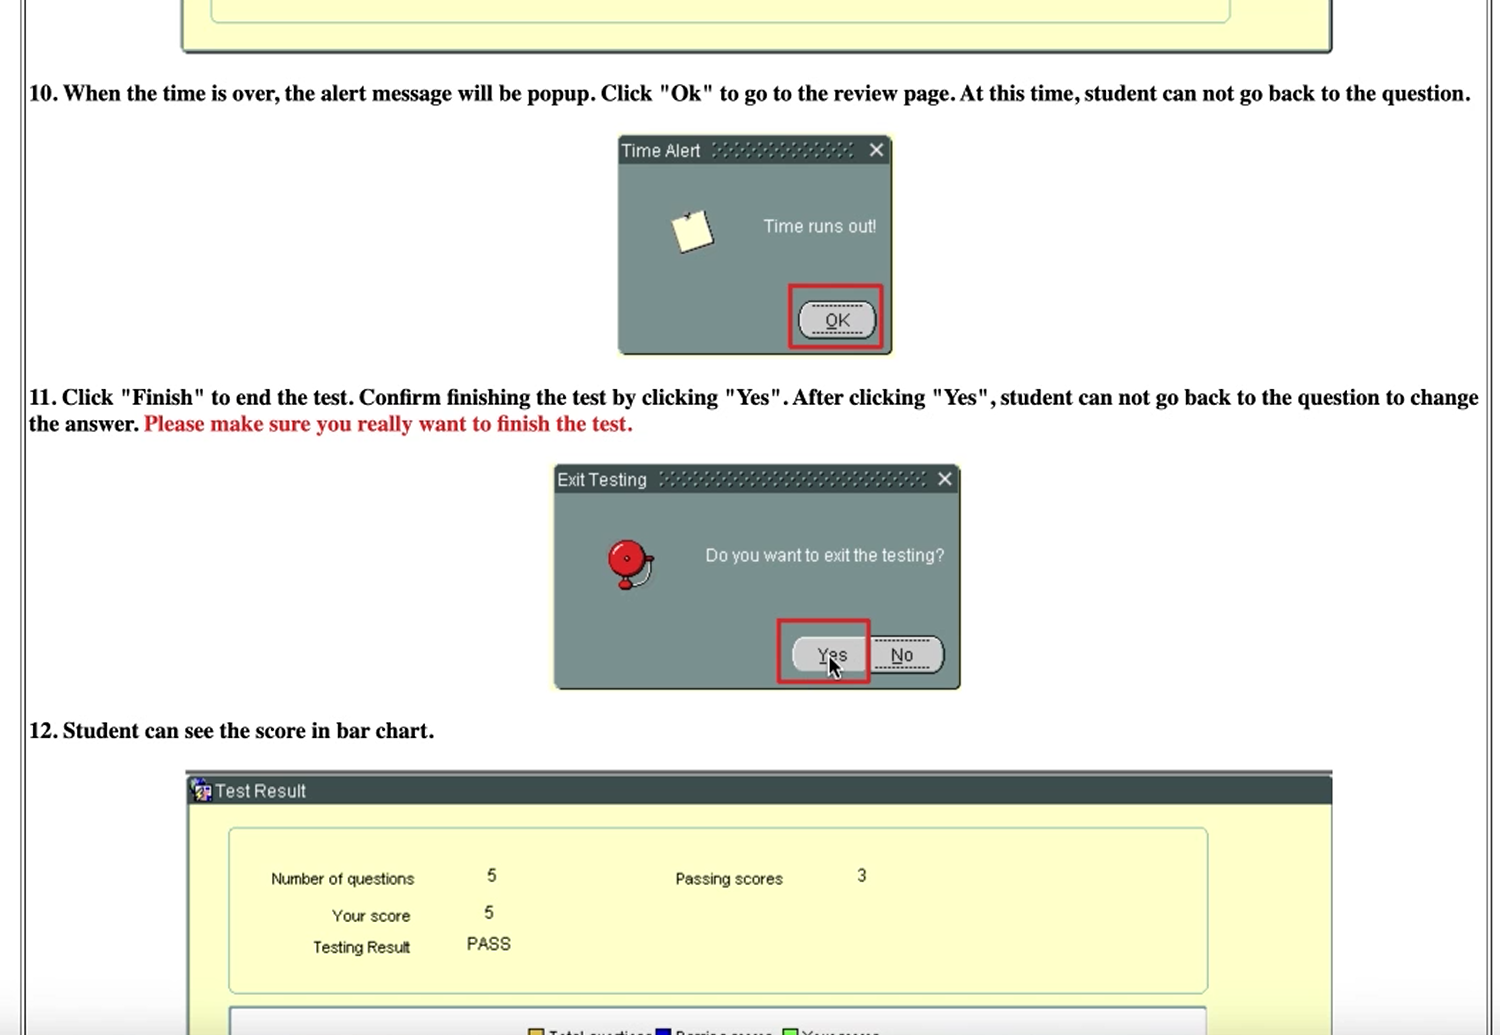 10. When the time is over, the alert message will be popup. Click "Ok" to go to the review page. At this time, student can not go back to the question.
Time Alert
Time runs out!
OK
11. Click "Finish" to end the test. Confirm finishing the test by clicking "Yes". After clicking "Yes", student can not go back to the question to change
the answer. Please make sure you really want to finish the test.
Exit Testing
Do you want to exit the testing?
Yes No
12. Student can see the score in bar chart.
Test Result
Number of questions 5 Passing scores 3
Your score 5
Testing Result PASS